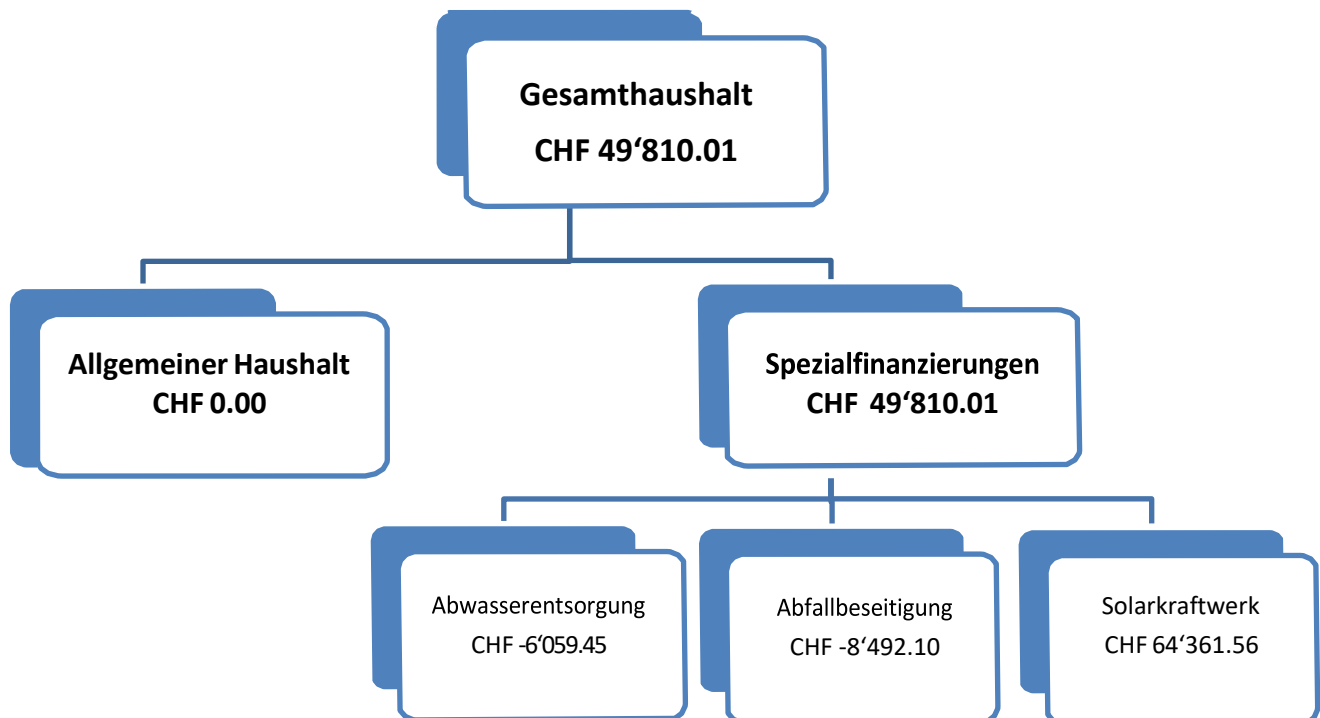 Gesamthaushalt
CHF 49‘810.01
Allgemeiner Haushalt
CHF 0.00
Spezialfinanzierungen
CHF 49‘810.01
Abwasserentsorgung
CHF -6‘059.45
Abfallbeseitigung
CHF -8‘492.10
Solarkraftwerk
CHF 64‘361.56